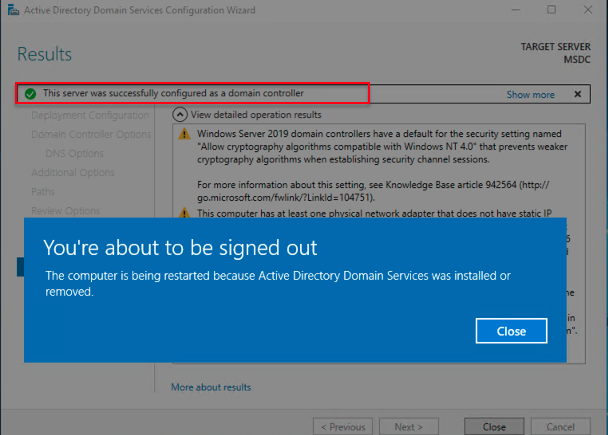 Active Directory Domain Services Configuration Wizard
Results
TARGET SERVER
MSDC
This server was successfully configured as a domain controller
Show more
Deployment Configuration
Domain Controller Options
DNS Options
Additional Options
Paths
Review Options
View detailed operation results
Windows Server 2019 domain controllers have a default for the security setting named
"Allow cryptography algorithms compatible with Windows NT 4.0" that prevents weaker
cryptography algorithms when establishing security channel sessions.
For more information about this setting, see Knowledge Base article 942564 (http://
go.microsoft.com/fwlink/?LinkId=104751).
This computer has at least one physical network adapter that does not have static IP
6
You're about to be signed out
The computer is being restarted because Active Directory Domain Services was installed or
removed.
he
in
".
Close
More about results
< Previous
Next >
Close
Cancel